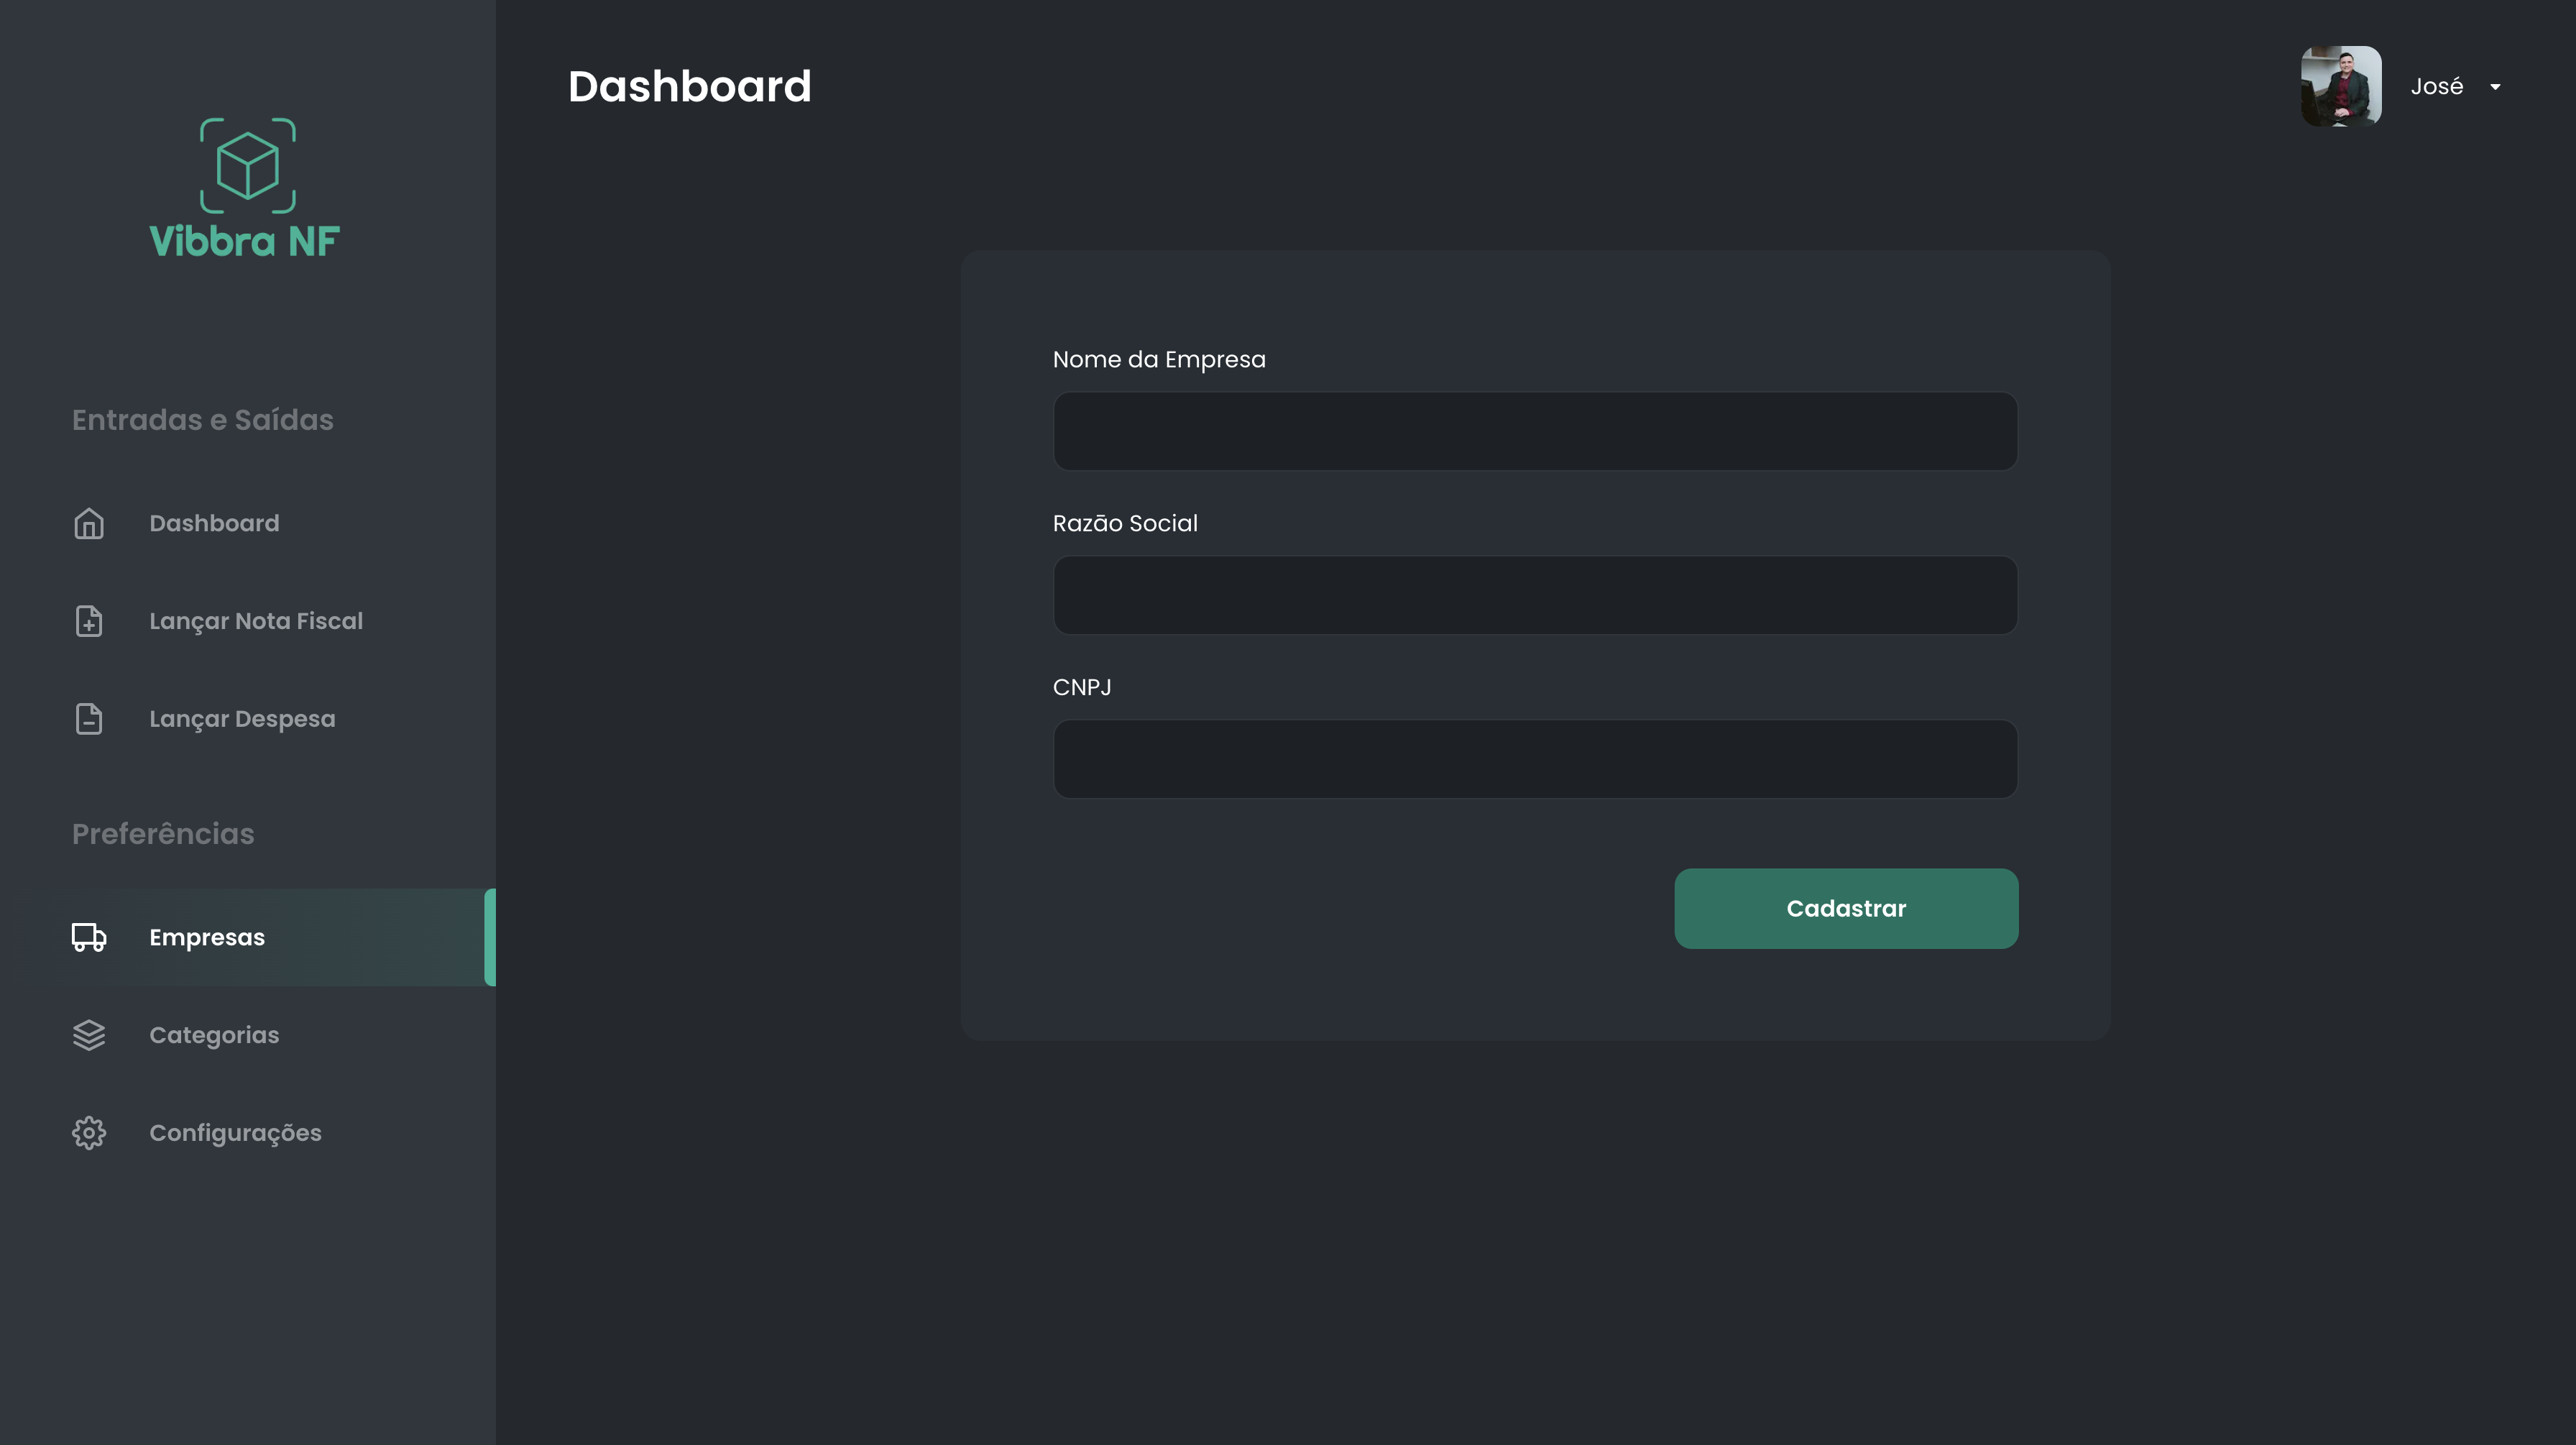 Vibbra NF
Entradas e Saídas
Dashboard
Lançar Nota Fiscal
Lançar Despesa
Preferências
Empresas
Categorias
Configurações
Dashboard
José
Nome da Empresa
Razão Social
CNPJ
Cadastrar